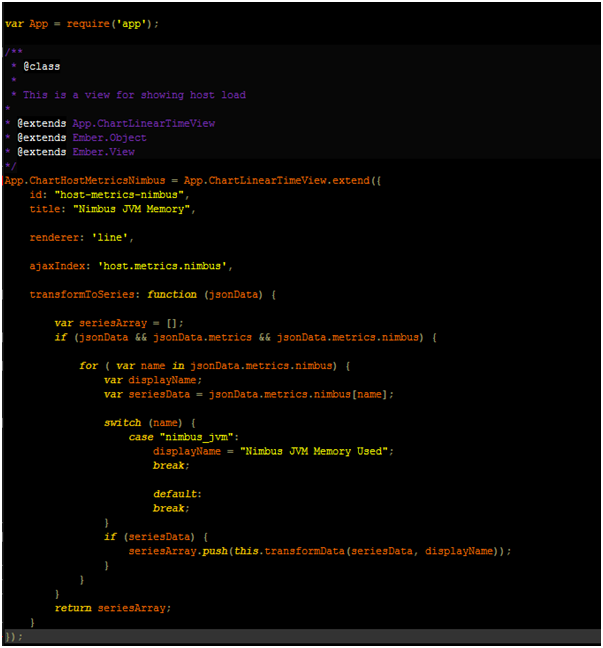 var App = require('app');
/**
 * @class
 *
 * This is a view for showing host load
*
* @extends App.ChartLinearTimeView
* @extends Ember.Object
* @extends Ember.View
*/
App.ChartHostMetricsNimbus = App.ChartLinearTimeView.extend({
    id: "host-metrics-nimbus",
    title: "Nimbus JVM Memory",
    renderer: 'line',
    ajaxIndex: 'host.metrics.nimbus',
    transformToSeries: function (jsonData) {
        var seriesArray = [];
        if (jsonData && jsonData.metrics && jsonData.metrics.nimbus) {
            for ( var name in jsonData.metrics.nimbus) {
                var displayName;
                var seriesData = jsonData.metrics.nimbus[name];
                switch (name) {
                    case "nimbus_jvm":
                        displayName = "Nimbus JVM Memory Used";
                        break;
                        default:
                        break;
                }
                if (seriesData) {
                    seriesArray.push(this.transformData(seriesData, displayName));
                }
            }
        }
        return seriesArray;
    }
});